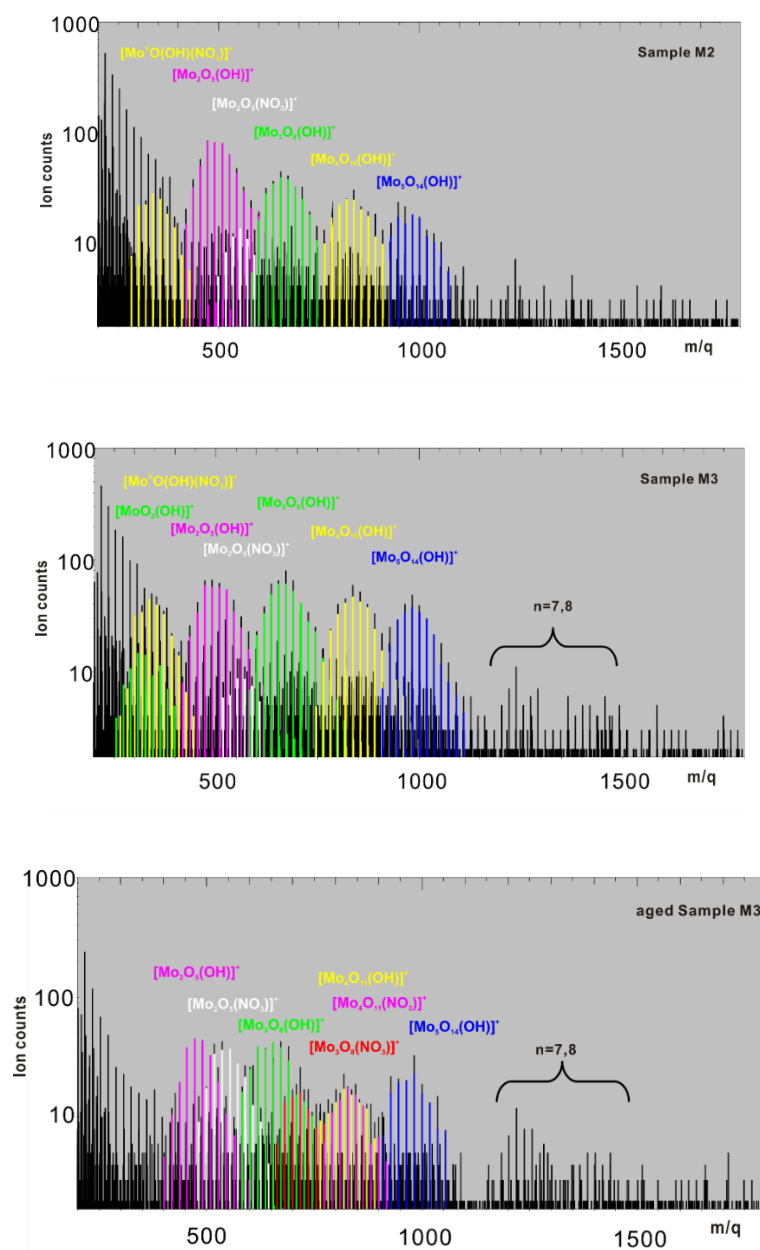 1000
Sample M2
[MoⱽO(OH)(NO₃)]⁺
[Mo₂O₅(OH)]⁺
[Mo₂O₅(NO₃)]⁺
100
[Mo₃O₈(OH)]⁺
[Mo₄O₁₁(OH)]⁺
[Mo₅O₁₄(OH)]⁺
Ion counts
10
500
1000
1500
m/q
1000
Sample M3
[MoⱽO(OH)(NO₃)]⁺
[MoO₂(OH)]⁺
[Mo₃O₈(OH)]⁺
[Mo₂O₅(OH)]⁺
[Mo₄O₁₁(OH)]⁺
[Mo₂O₅(NO₃)]⁺
[Mo₅O₁₄(OH)]⁺
100
n=7,8
Ion counts
10
500
1000
1500
m/q
1000
aged Sample M3
[Mo₂O₅(OH)]⁺
[Mo₄O₁₁(OH)]⁺
[Mo₂O₅(NO₃)]⁺
[Mo₄O₁₁(NO₃)]⁺
100
[Mo₃O₈(OH)]⁺
[Mo₅O₁₄(OH)]⁺
[Mo₃O₈(NO₃)]⁺
n=7,8
Ion counts
10
500
1000
1500
m/q